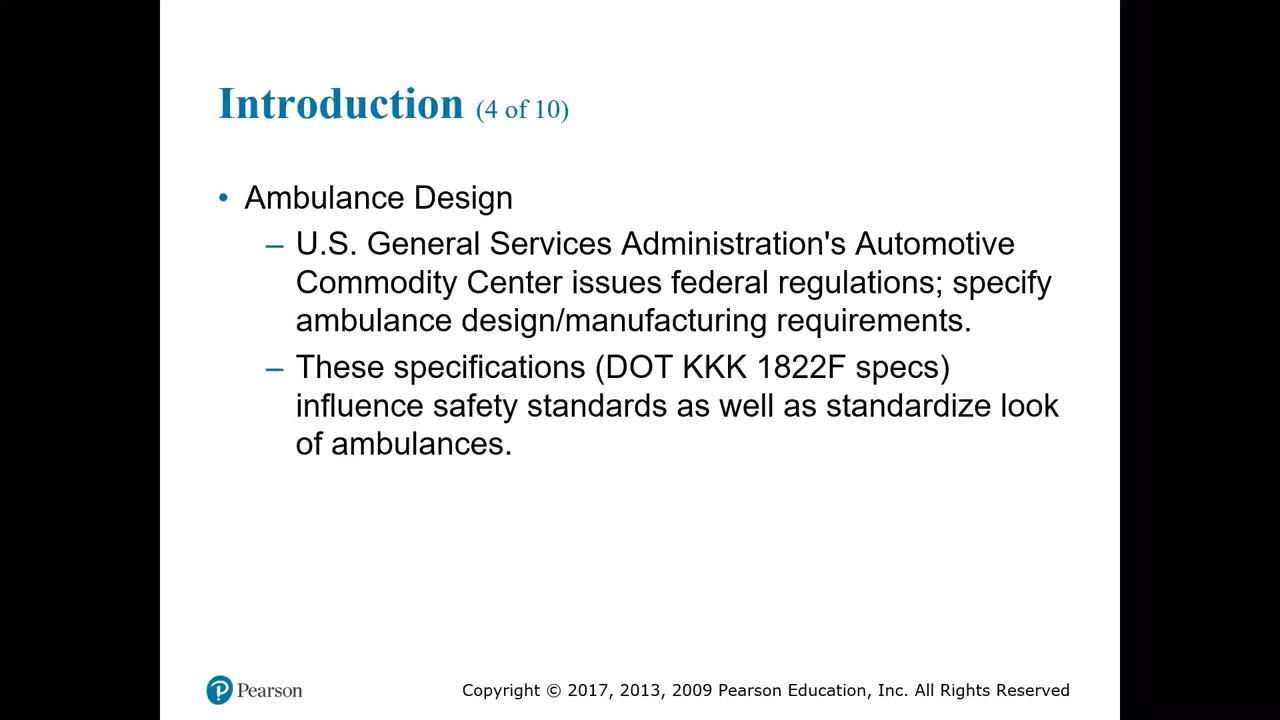 Introduction (4 of 10)
• Ambulance Design
– U.S. General Services Administration's Automotive
Commodity Center issues federal regulations; specify
ambulance design/manufacturing requirements.
– These specifications (DOT KKK 1822F specs)
influence safety standards as well as standardize look
of ambulances.
P Pearson
Copyright © 2017, 2013, 2009 Pearson Education, Inc. All Rights Reserved